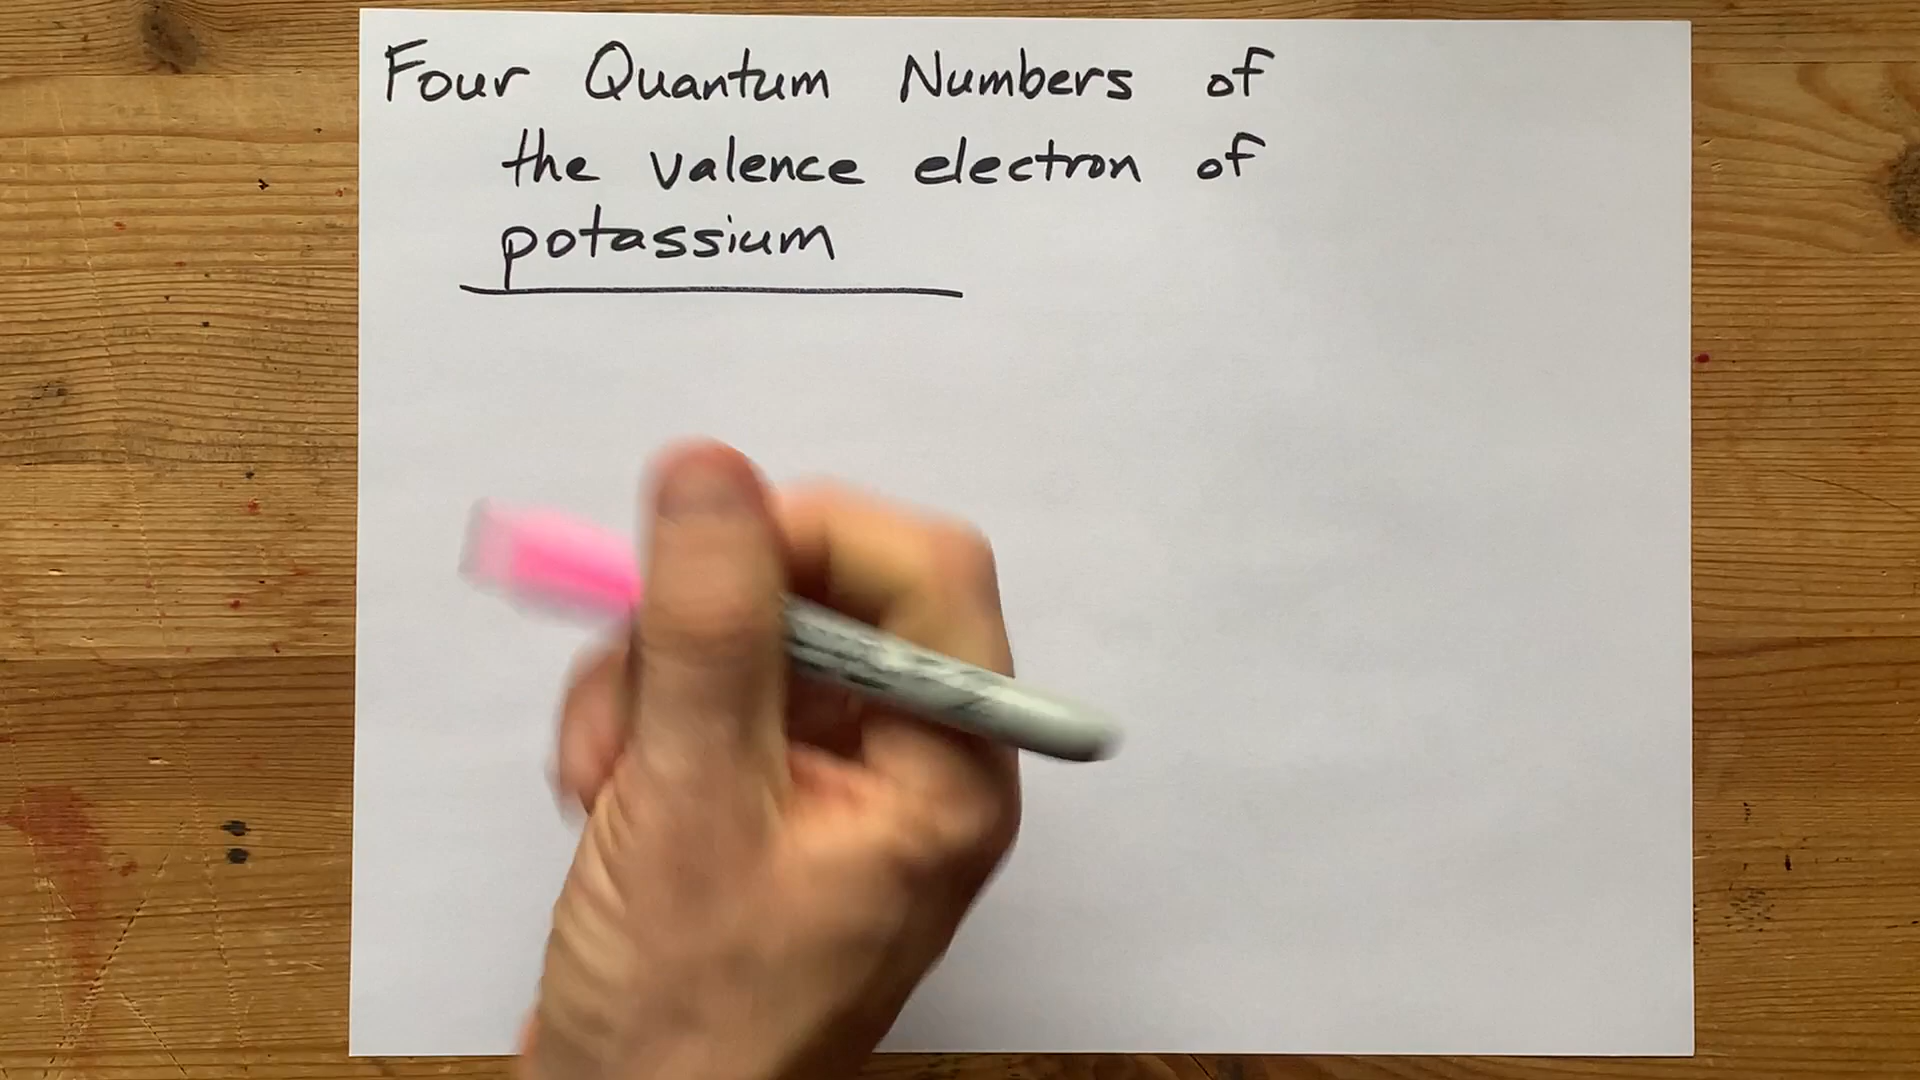 Four Quantum Numbers of
the valence electron of
potassium